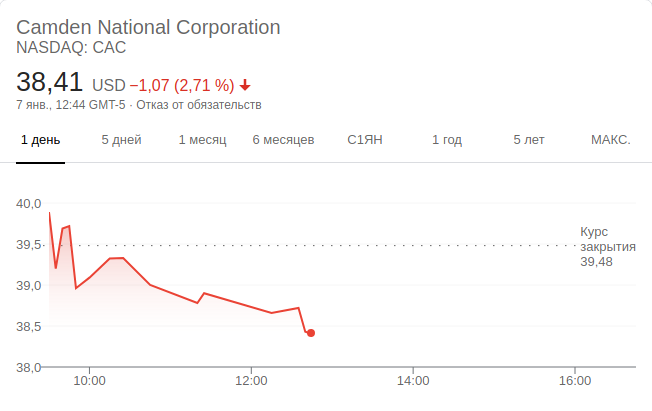 Camden National Corporation
NASDAQ: CAC
38,41 USD −1,07 (2,71 %)
7 янв., 12:44 GMT-5 · Отказ от обязательств
1 день 5 дней 1 месяц 6 месяцев С1ЯН 1 год 5 лет МАКС.
40,0
39,5
39,0
38,5
38,0
Курс
закрытия
39,48
10:00 12:00 14:00 16:00